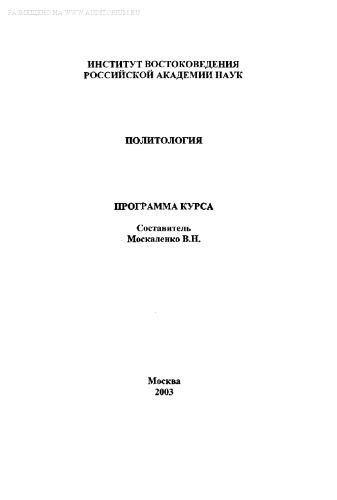 РАЗМЕЩЕНО НА WWW.AUDITORIUM.RU
ИНСТИТУТ ВОСТОКОВЕДЕНИЯ
РОССИЙСКОЙ АКАДЕМИИ НАУК
ПОЛИТОЛОГИЯ
ПРОГРАММА КУРСА
Составитель
Москаленко В.Н.
Москва
2003